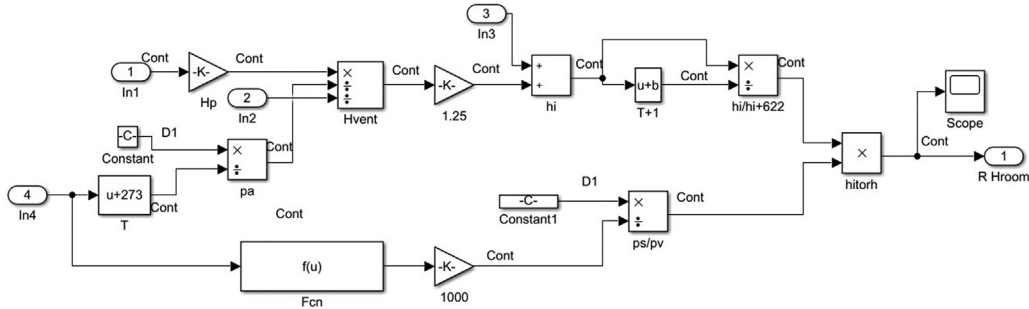 3
In3
Cont
1
In1
-K-
Hp
Cont
2
In2
×
÷
÷
Hvent
Cont
-K-
1.25
Cont
+
+
hi
Cont
u+b
T+1
Cont
×
÷
hi/hi+622
Cont
Scope
-C-
Constant
D1
×
÷
pa
Cont
4
In4
u+273
T
Cont
Cont
f(u)
Fcn
-K-
1000
Cont
-C-
Constant1
D1
×
÷
ps/pv
Cont
×
hitorh
Cont
1
R Hroom